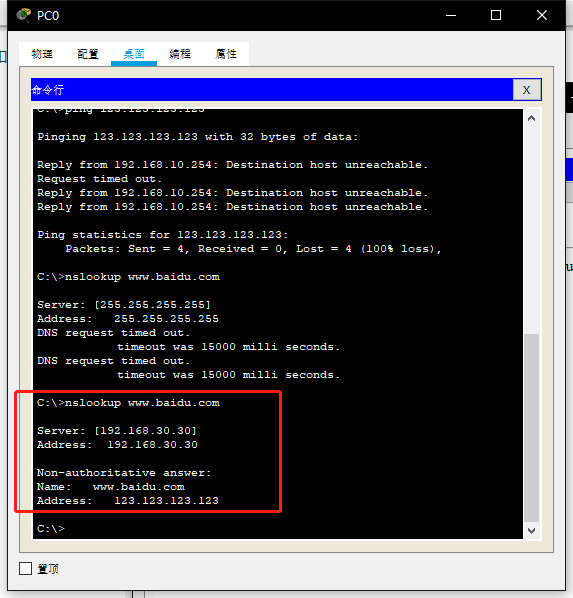 PC0
物理 配置 桌面 编程 属性
命令行
X
C:\>ping 123.123.123.123
Pinging 123.123.123.123 with 32 bytes of data:
Reply from 192.168.10.254: Destination host unreachable.
Request timed out.
Reply from 192.168.10.254: Destination host unreachable.
Reply from 192.168.10.254: Destination host unreachable.
Ping statistics for 123.123.123.123:
Packets: Sent = 4, Received = 0, Lost = 4 (100% loss),
C:\>nslookup www.baidu.com
Server: [255.255.255.255]
Address: 255.255.255.255
DNS request timed out.
timeout was 15000 milli seconds.
DNS request timed out.
timeout was 15000 milli seconds.
C:\>nslookup www.baidu.com
Server: [192.168.30.30]
Address: 192.168.30.30
Non-authoritative answer:
Name: www.baidu.com
Address: 123.123.123.123
C:\>
置顶